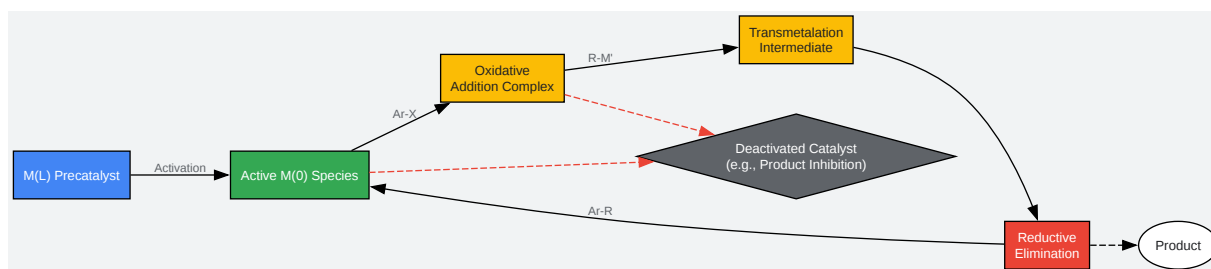 M(L) Precatalyst
Activation
Active M(0) Species
Ar-X
Oxidative
Addition Complex
R-M'
Transmetalation
Intermediate
Deactivated Catalyst
(e.g., Product Inhibition)
Ar-R
Reductive
Elimination
Product